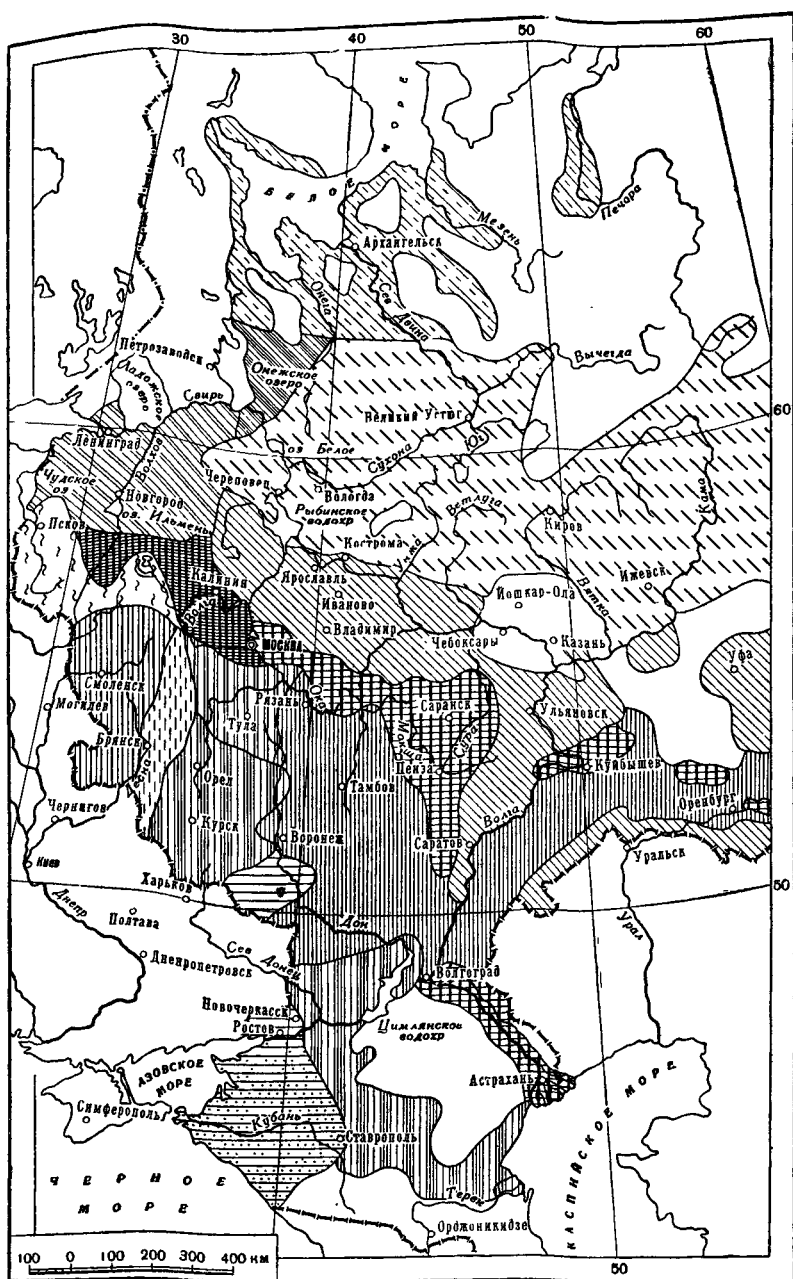 30
40
50
60
БЕЛОЕ МОРЕ
Мезень
Печора
Архангельск
Онега
Сев Двина
Вычегда
Петрозаводск
Ладожское озеро
Онежское озеро
Свирь
60
Великий Устюг
Юг
оз Белое
Сухона
Ленинград
Волхов
Чудское оз
Новгород
оз. Ильмень
Череповец
Вологда
Рыбинское водохр
Ветлуга
Кама
Киров
Псков
Кострома
Унжа
Калинин
Ярославль
Иваново
Йошкар-Ола
Вятка
Ижевск
Волга
Владимир
Чебоксары
Казань
Москва
Уфа
Смоленск
Могилев
Рязань
Ока
Тула
Саранск
Мокша
Сура
Ульяновск
Брянск
Десна
Пенза
Куйбышев
Орел
Тамбов
Оренбург
Чернигов
Курск
Воронеж
Саратов
Волга
Уральск
Киев
Харьков
50
Днепр
Полтава
Дон
Урал
Сев Донец
Днепропетровск
Волгоград
Новочеркасск
Ростов
Цимлянское водохр
АЗОВСКОЕ МОРЕ
Астрахань
Симферополь
Кубань
Ставрополь
КАСПИЙСКОЕ МОРЕ
ЧЕРНОЕ МОРЕ
Терек
Орджоникидзе
100 0 100 200 300 400 км
50